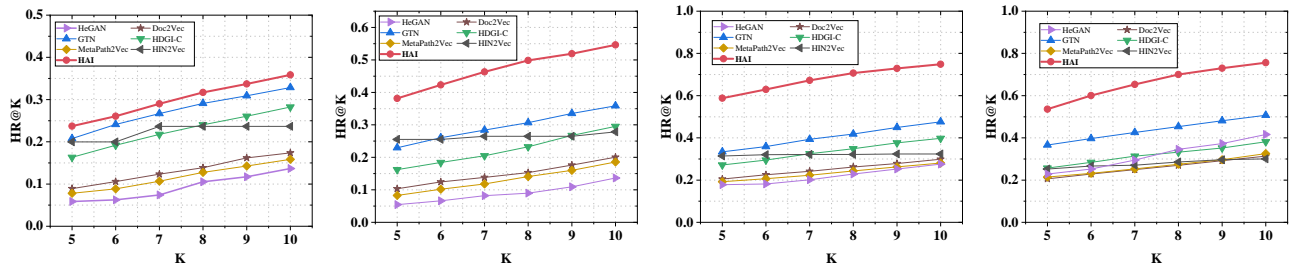 HR@K
0.5
0.4
0.3
0.2
0.1
0.0
HeGAN Doc2Vec
GTN HDGI-C
MetaPath2Vec HIN2Vec
HAI
5 6 7 8 9 10
K
HR@K
0.6
0.5
0.4
0.3
0.2
0.1
0.0
HeGAN Doc2Vec
GTN HDGI-C
MetaPath2Vec HIN2Vec
HAI
5 6 7 8 9 10
K
HR@K
1.0
0.8
0.6
0.4
0.2
0.0
HeGAN Doc2Vec
GTN HDGI-C
MetaPath2Vec HIN2Vec
HAI
5 6 7 8 9 10
K
HR@K
1.0
0.8
0.6
0.4
0.2
0.0
HeGAN Doc2Vec
GTN HDGI-C
MetaPath2Vec HIN2Vec
HAI
5 6 7 8 9 10
K